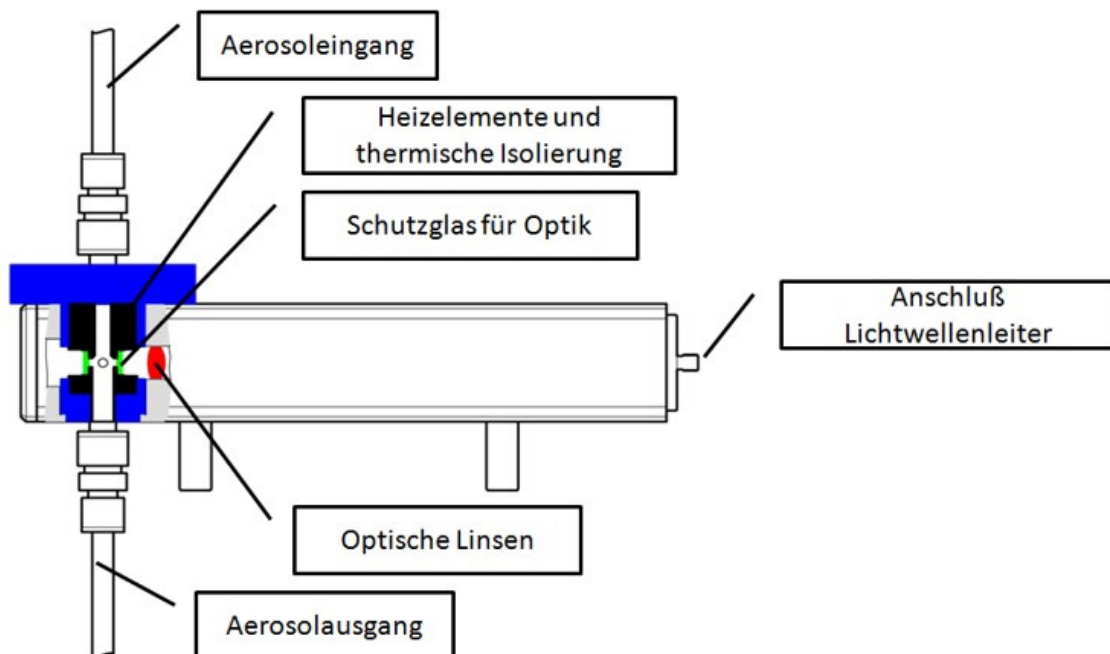 Aerosoleingang
Heizelemente und
thermische Isolierung
Schutzglas für Optik
Anschluß
Lichtwellenleiter
Optische Linsen
Aerosolausgang